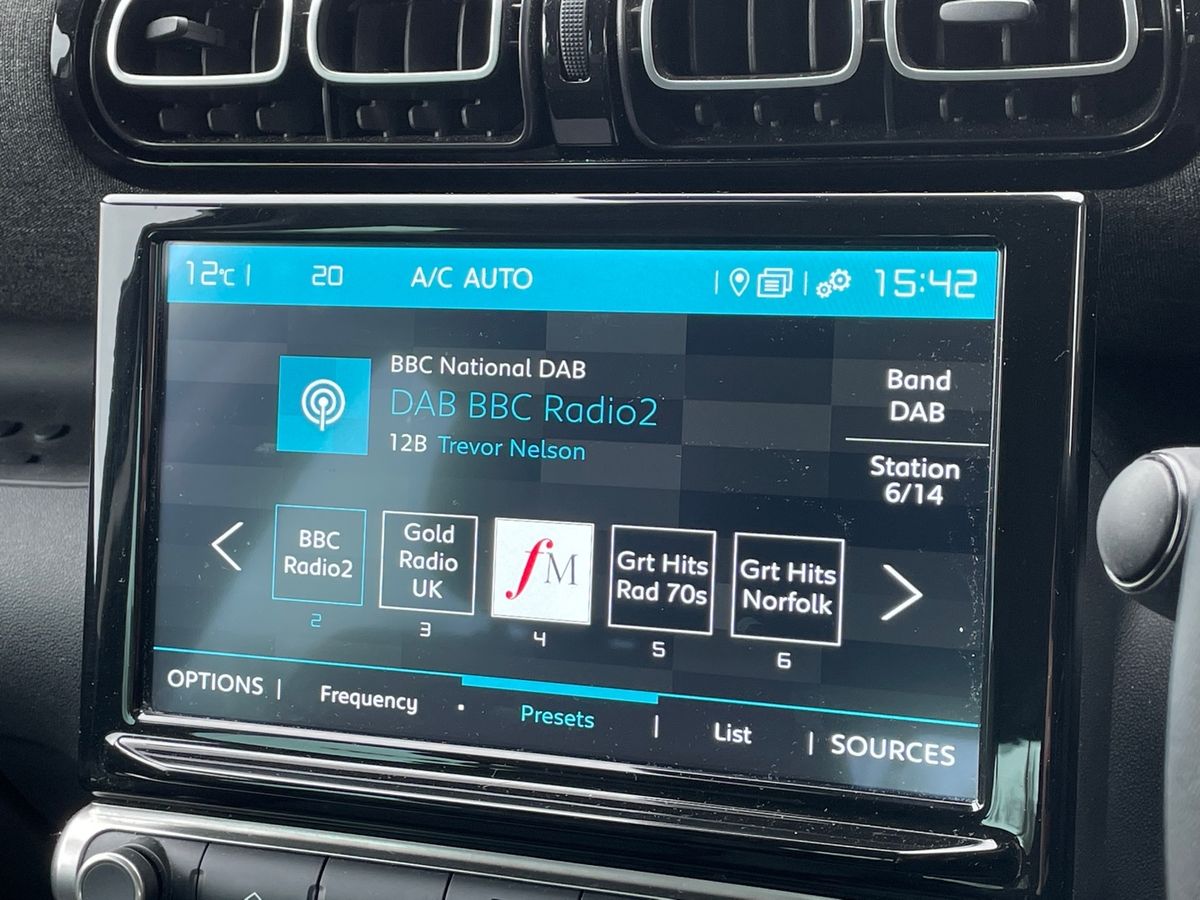 12°C | 20 A/C AUTO 15:42
BBC National DAB
DAB BBC Radio2
12B Trevor Nelson
Band
DAB
Station
6/14
BBC
Radio2
2
Gold
Radio
UK
3
fM
4
Grt Hits
Rad 70s
5
Grt Hits
Norfolk
6
OPTIONS | Frequency • Presets | List | SOURCES